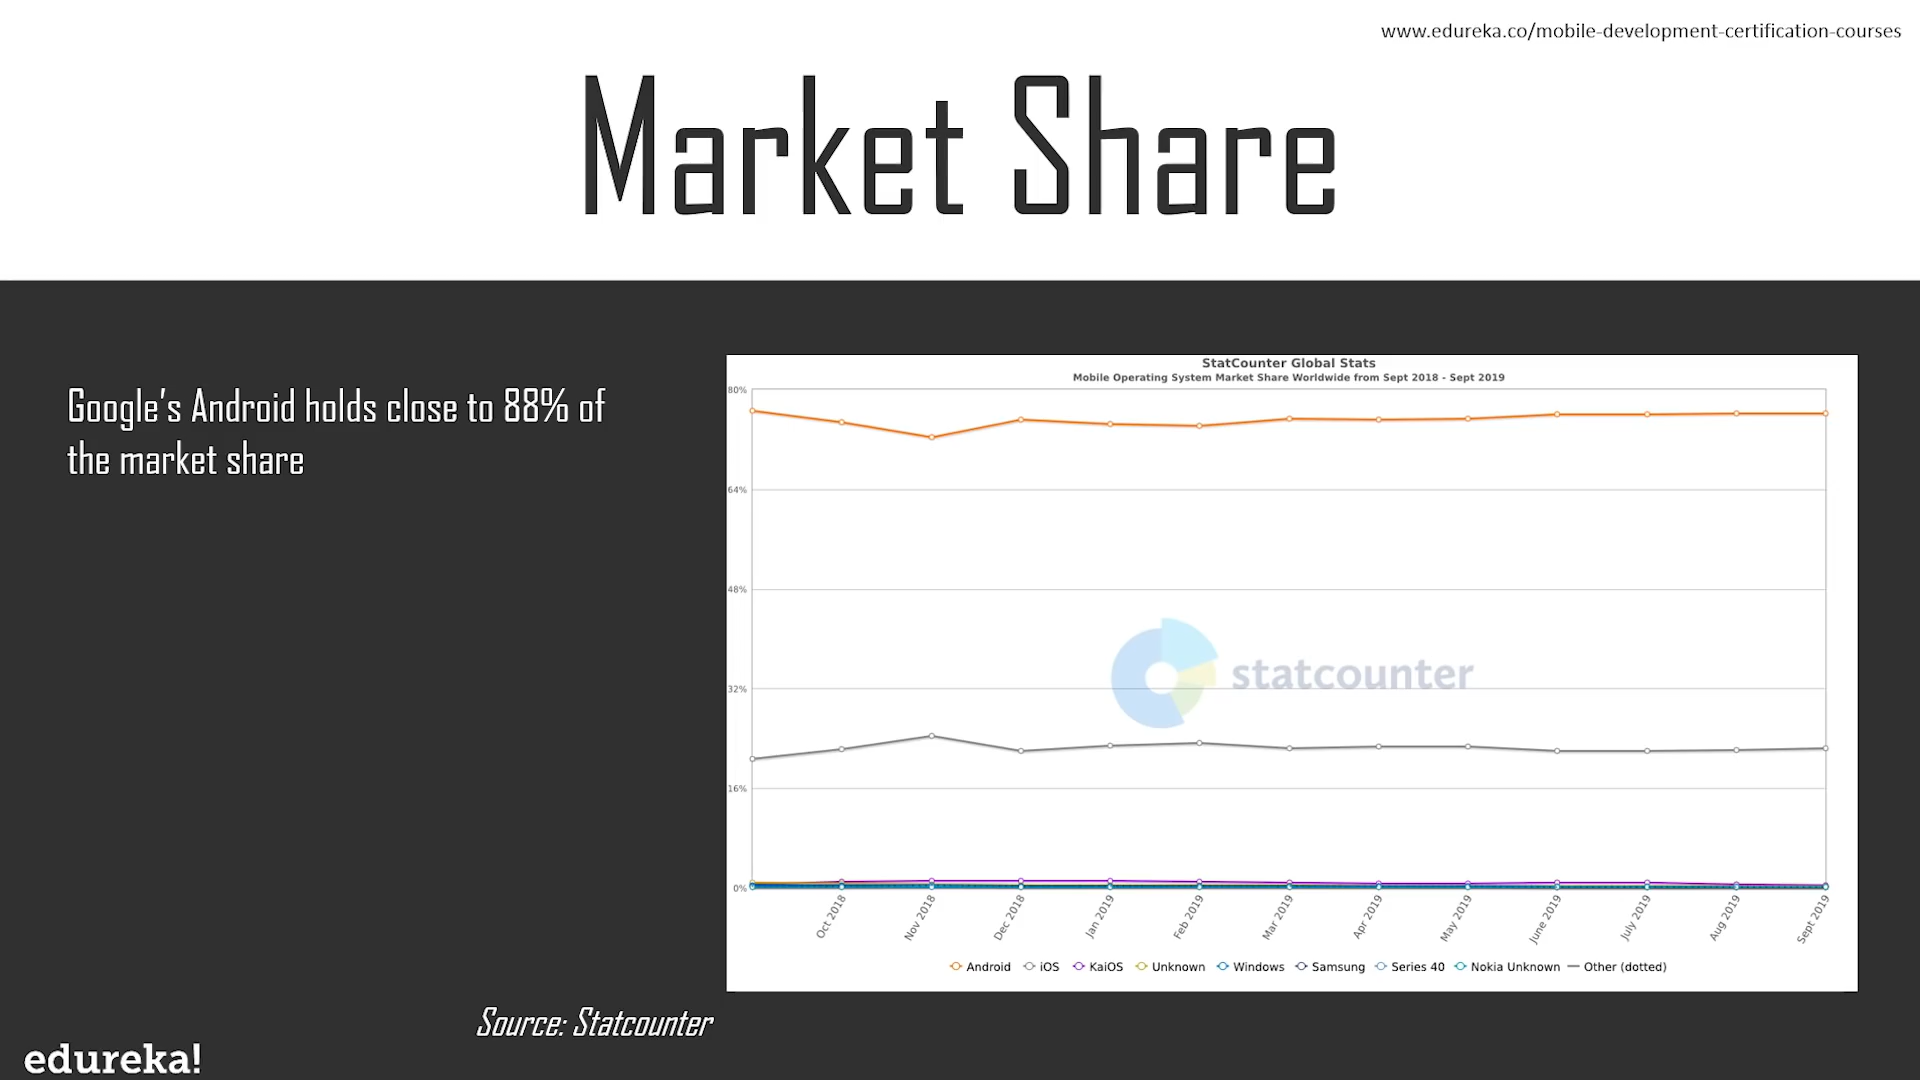 www.edureka.co/mobile-development-certification-courses
Market Share
Google's Android holds close to 88% of
the market share
StatCounter Global Stats
Mobile Operating System Market Share Worldwide from Sept 2018 - Sept 2019
80%
64%
48%
32%
16%
0%
statcounter
Oct 2018
Nov 2018
Dec 2018
Jan 2019
Feb 2019
Mar 2019
Apr 2019
May 2019
June 2019
July 2019
Aug 2019
Sept 2019
Android iOS KaiOS Unknown Windows Samsung Series 40 Nokia Unknown Other (dotted)
Source: Statcounter
edureka!